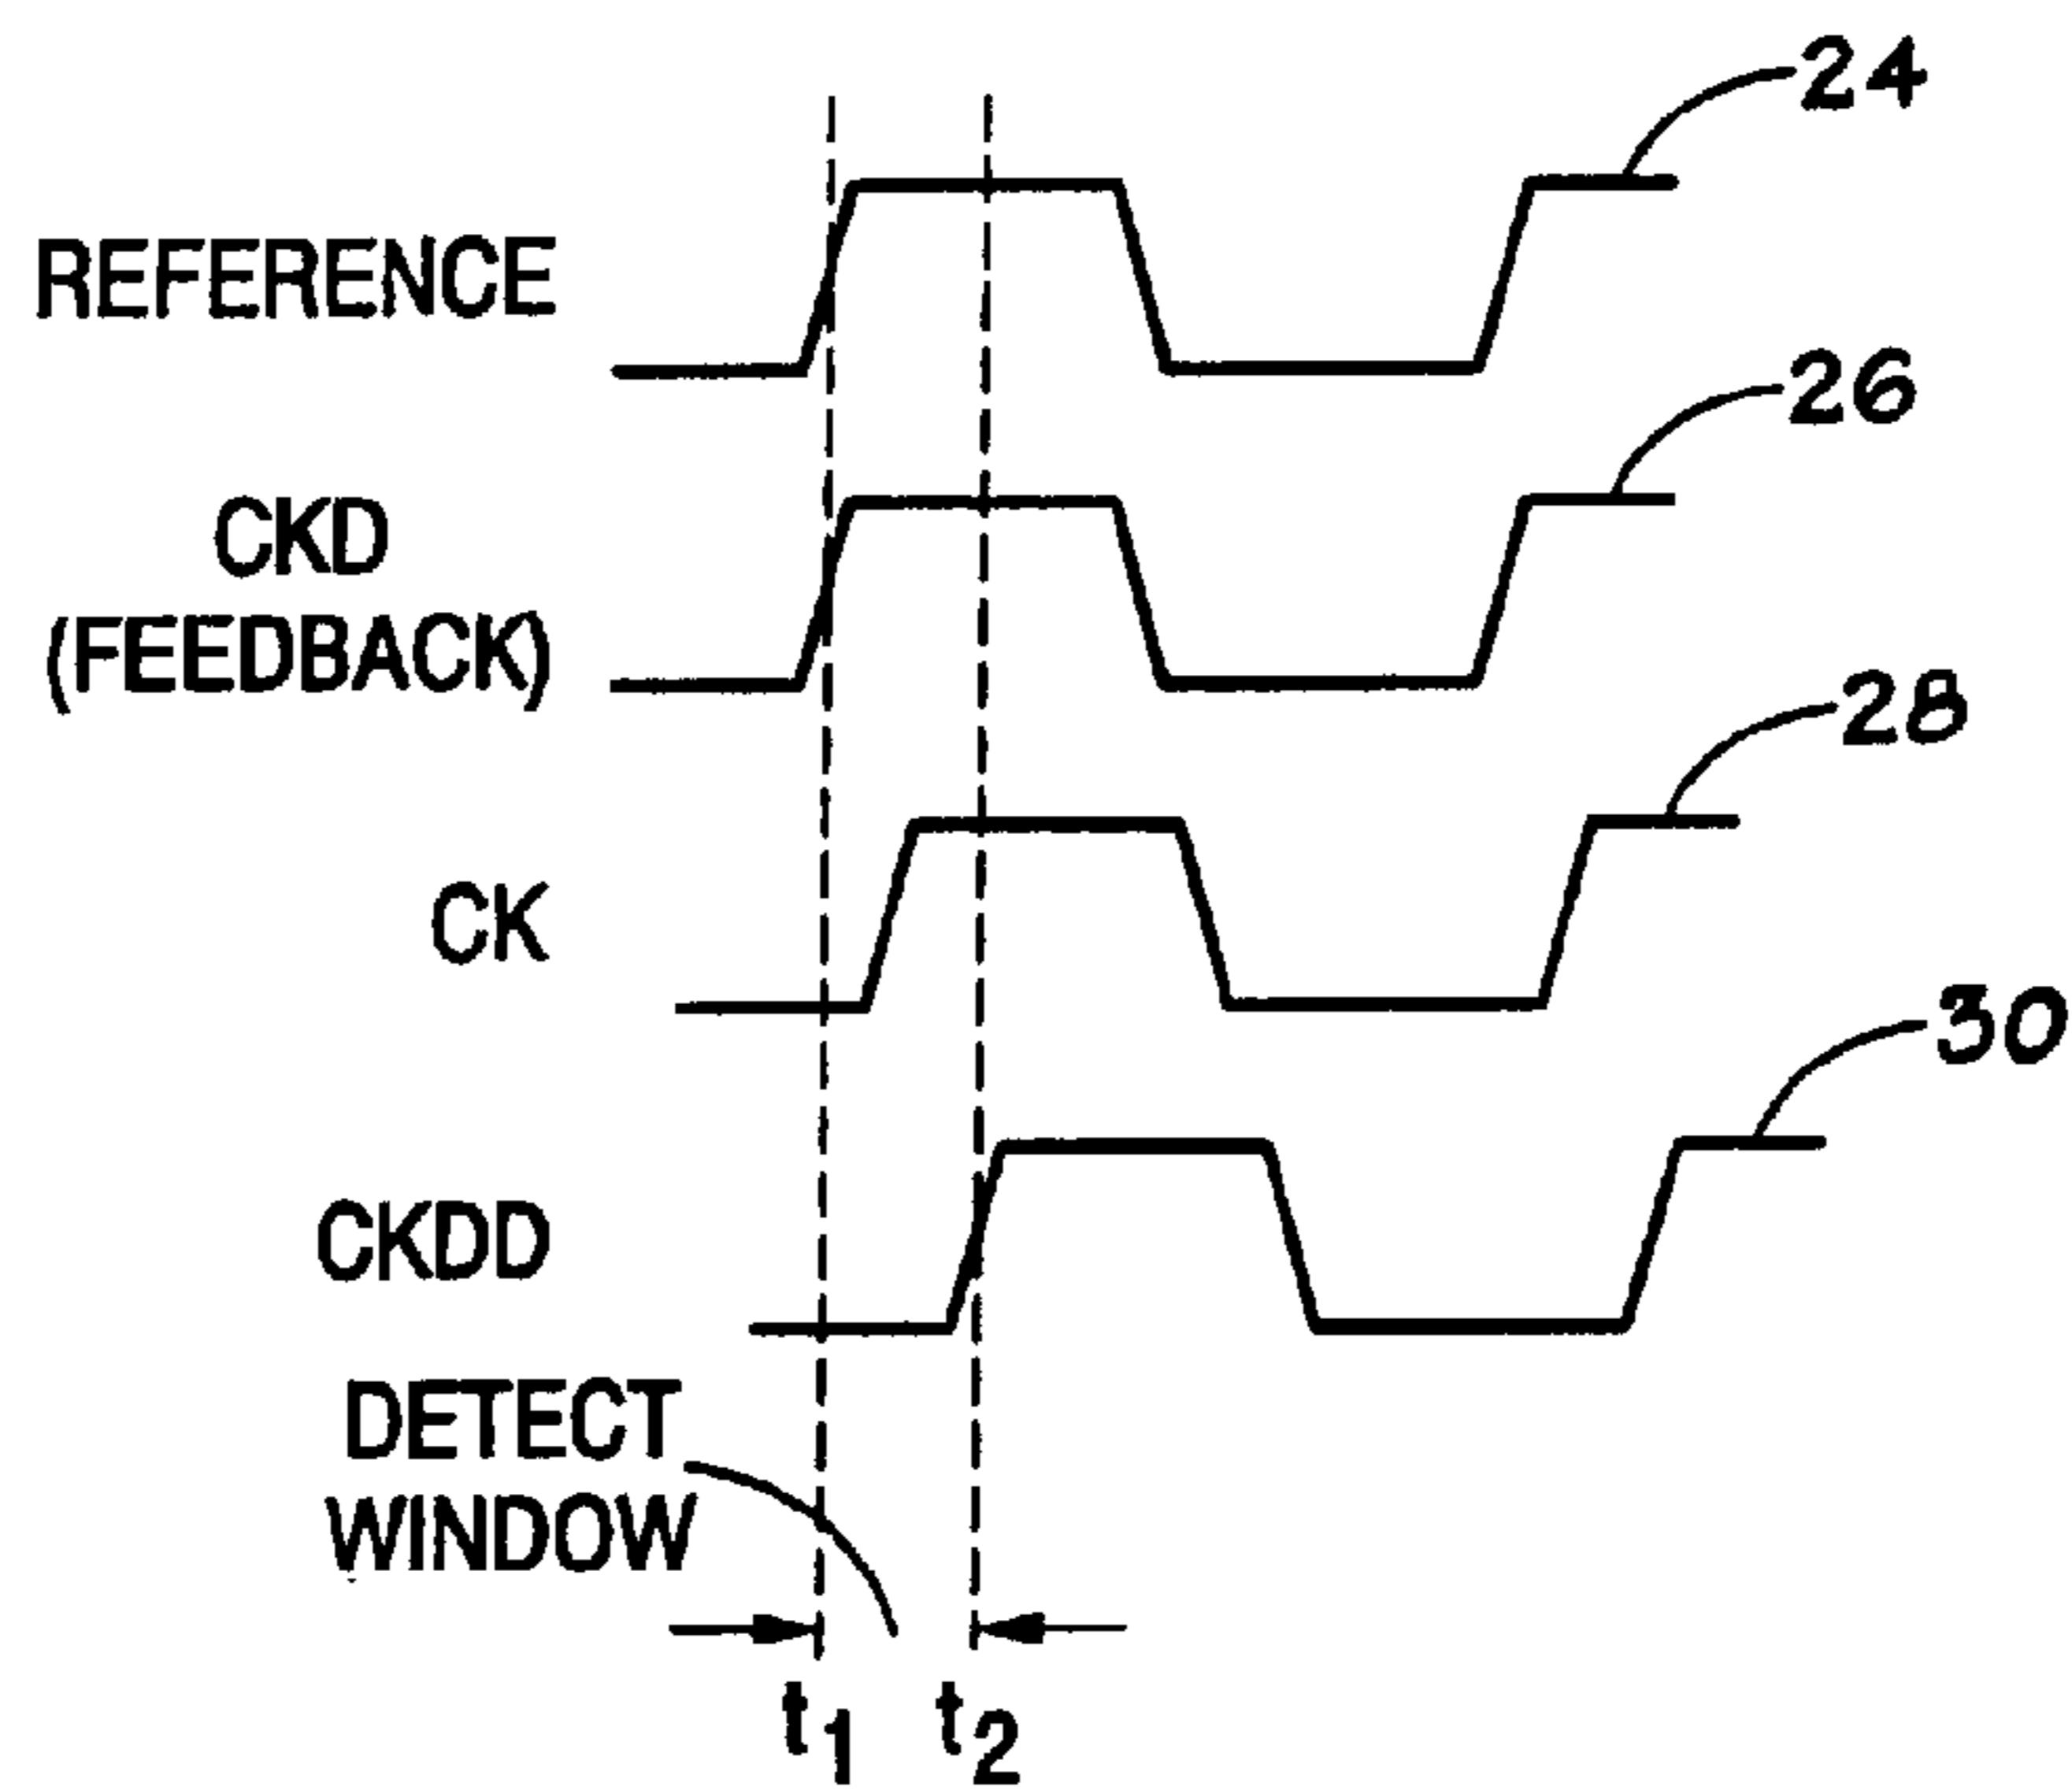 24
REFERENCE
26
CKD
(FEEDBACK)
28
CK
30
CKDD
DETECT
WINDOW
t1 t2